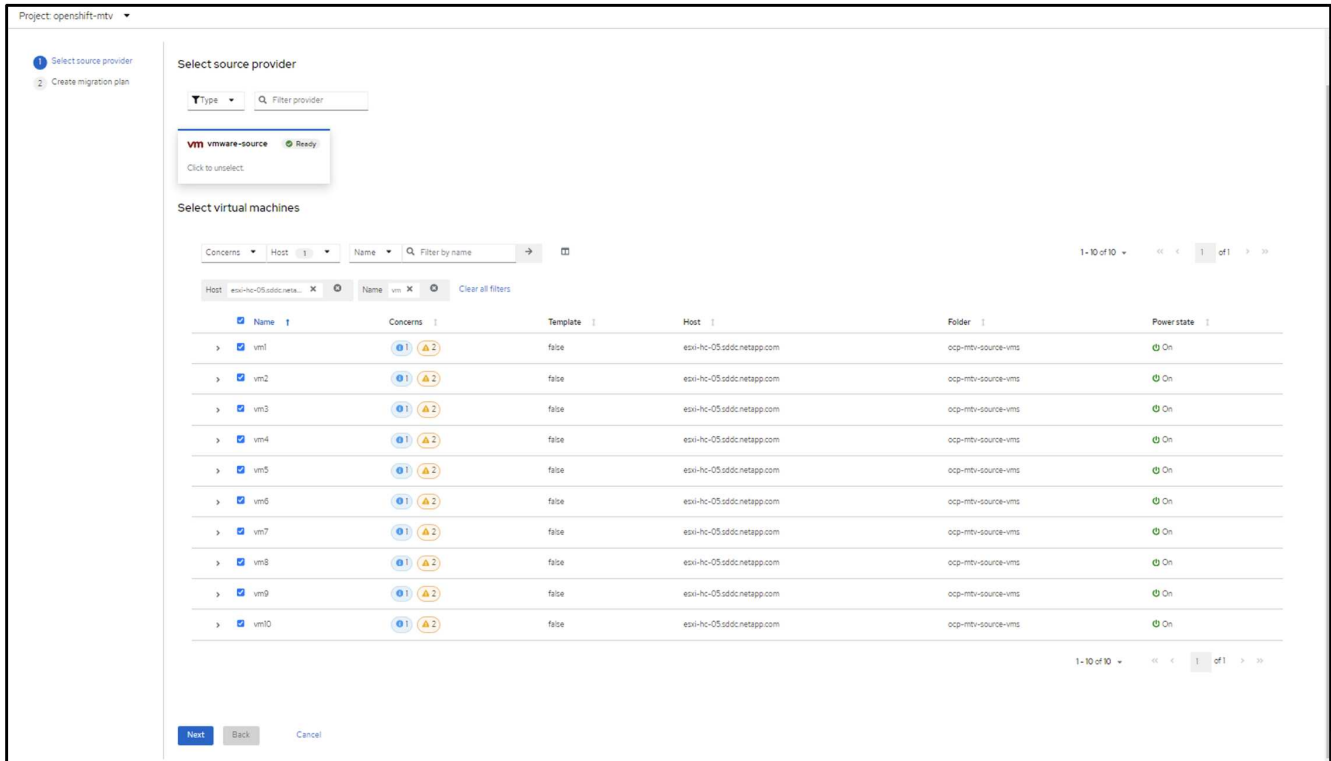 Project: openshift-mtv
1 Select source provider
2 Create migration plan
Select source provider
Type Filter provider
vm vmware-source Ready
Click to unselect.
Select virtual machines
Concerns Host 1 Name Filter by name 1 - 10 of 10 1 of 1
Host esxi-hc-05.sddc.neta... Name vm Clear all filters
Name Concerns Template Host Folder Power state
vm1 1 2 false esxi-hc-05.sddc.netapp.com ocp-mtv-source-vms On
vm2 1 2 false esxi-hc-05.sddc.netapp.com ocp-mtv-source-vms On
vm3 1 2 false esxi-hc-05.sddc.netapp.com ocp-mtv-source-vms On
vm4 1 2 false esxi-hc-05.sddc.netapp.com ocp-mtv-source-vms On
vm5 1 2 false esxi-hc-05.sddc.netapp.com ocp-mtv-source-vms On
vm6 1 2 false esxi-hc-05.sddc.netapp.com ocp-mtv-source-vms On
vm7 1 2 false esxi-hc-05.sddc.netapp.com ocp-mtv-source-vms On
vm8 1 2 false esxi-hc-05.sddc.netapp.com ocp-mtv-source-vms On
vm9 1 2 false esxi-hc-05.sddc.netapp.com ocp-mtv-source-vms On
vm10 1 2 false esxi-hc-05.sddc.netapp.com ocp-mtv-source-vms On
1 - 10 of 10 1 of 1
Next Back Cancel